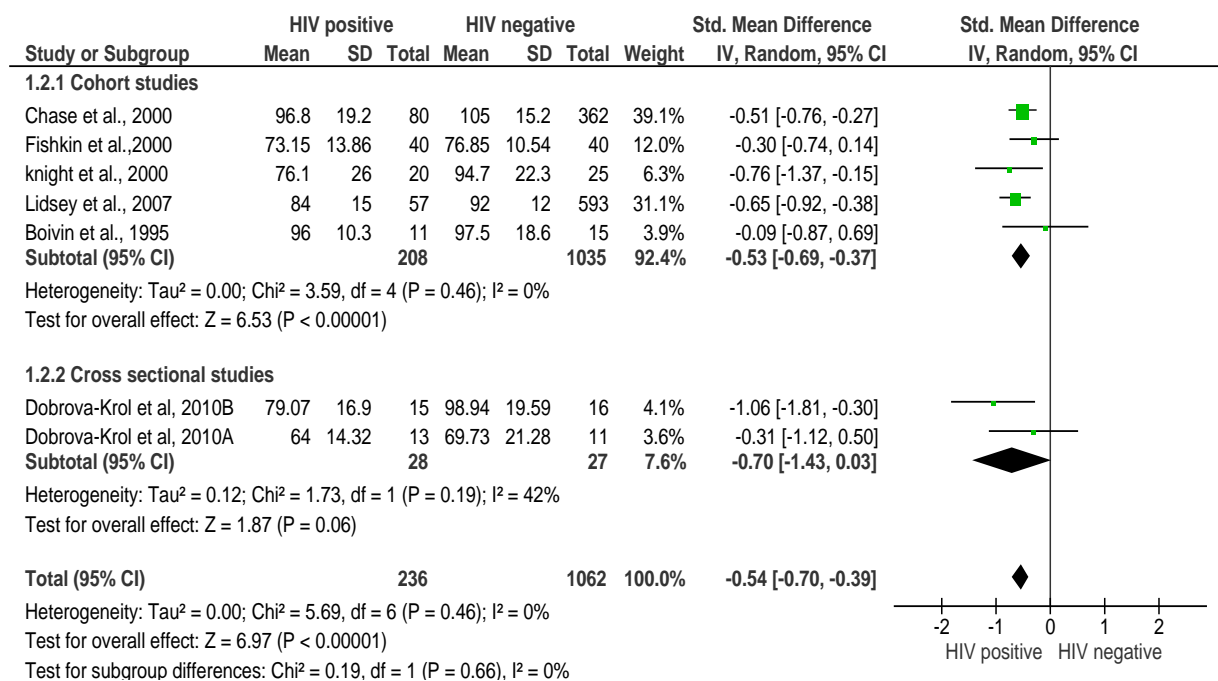 HIV positive HIV negative Std. Mean Difference Std. Mean Difference
Study or Subgroup Mean SD Total Mean SD Total Weight IV, Random, 95% CI IV, Random, 95% CI
1.2.1 Cohort studies
Chase et al., 2000 96.8 19.2 80 105 15.2 362 39.1% -0.51 [-0.76, -0.27]
Fishkin et al.,2000 73.15 13.86 40 76.85 10.54 40 12.0% -0.30 [-0.74, 0.14]
knight et al., 2000 76.1 26 20 94.7 22.3 25 6.3% -0.76 [-1.37, -0.15]
Lidsey et al., 2007 84 15 57 92 12 593 31.1% -0.65 [-0.92, -0.38]
Boivin et al., 1995 96 10.3 11 97.5 18.6 15 3.9% -0.09 [-0.87, 0.69]
Subtotal (95% CI) 208 1035 92.4% -0.53 [-0.69, -0.37]
Heterogeneity: Tau² = 0.00; Chi² = 3.59, df = 4 (P = 0.46); I² = 0%
Test for overall effect: Z = 6.53 (P < 0.00001)
1.2.2 Cross sectional studies
Dobrova-Krol et al, 2010B 79.07 16.9 15 98.94 19.59 16 4.1% -1.06 [-1.81, -0.30]
Dobrova-Krol et al, 2010A 64 14.32 13 69.73 21.28 11 3.6% -0.31 [-1.12, 0.50]
Subtotal (95% CI) 28 27 7.6% -0.70 [-1.43, 0.03]
Heterogeneity: Tau² = 0.12; Chi² = 1.73, df = 1 (P = 0.19); I² = 42%
Test for overall effect: Z = 1.87 (P = 0.06)
Total (95% CI) 236 1062 100.0% -0.54 [-0.70, -0.39]
Heterogeneity: Tau² = 0.00; Chi² = 5.69, df = 6 (P = 0.46); I² = 0%
Test for overall effect: Z = 6.97 (P < 0.00001)
Test for subgroup differences: Chi² = 0.19, df = 1 (P = 0.66), I² = 0%
-2 -1 0 1 2
HIV positive HIV negative